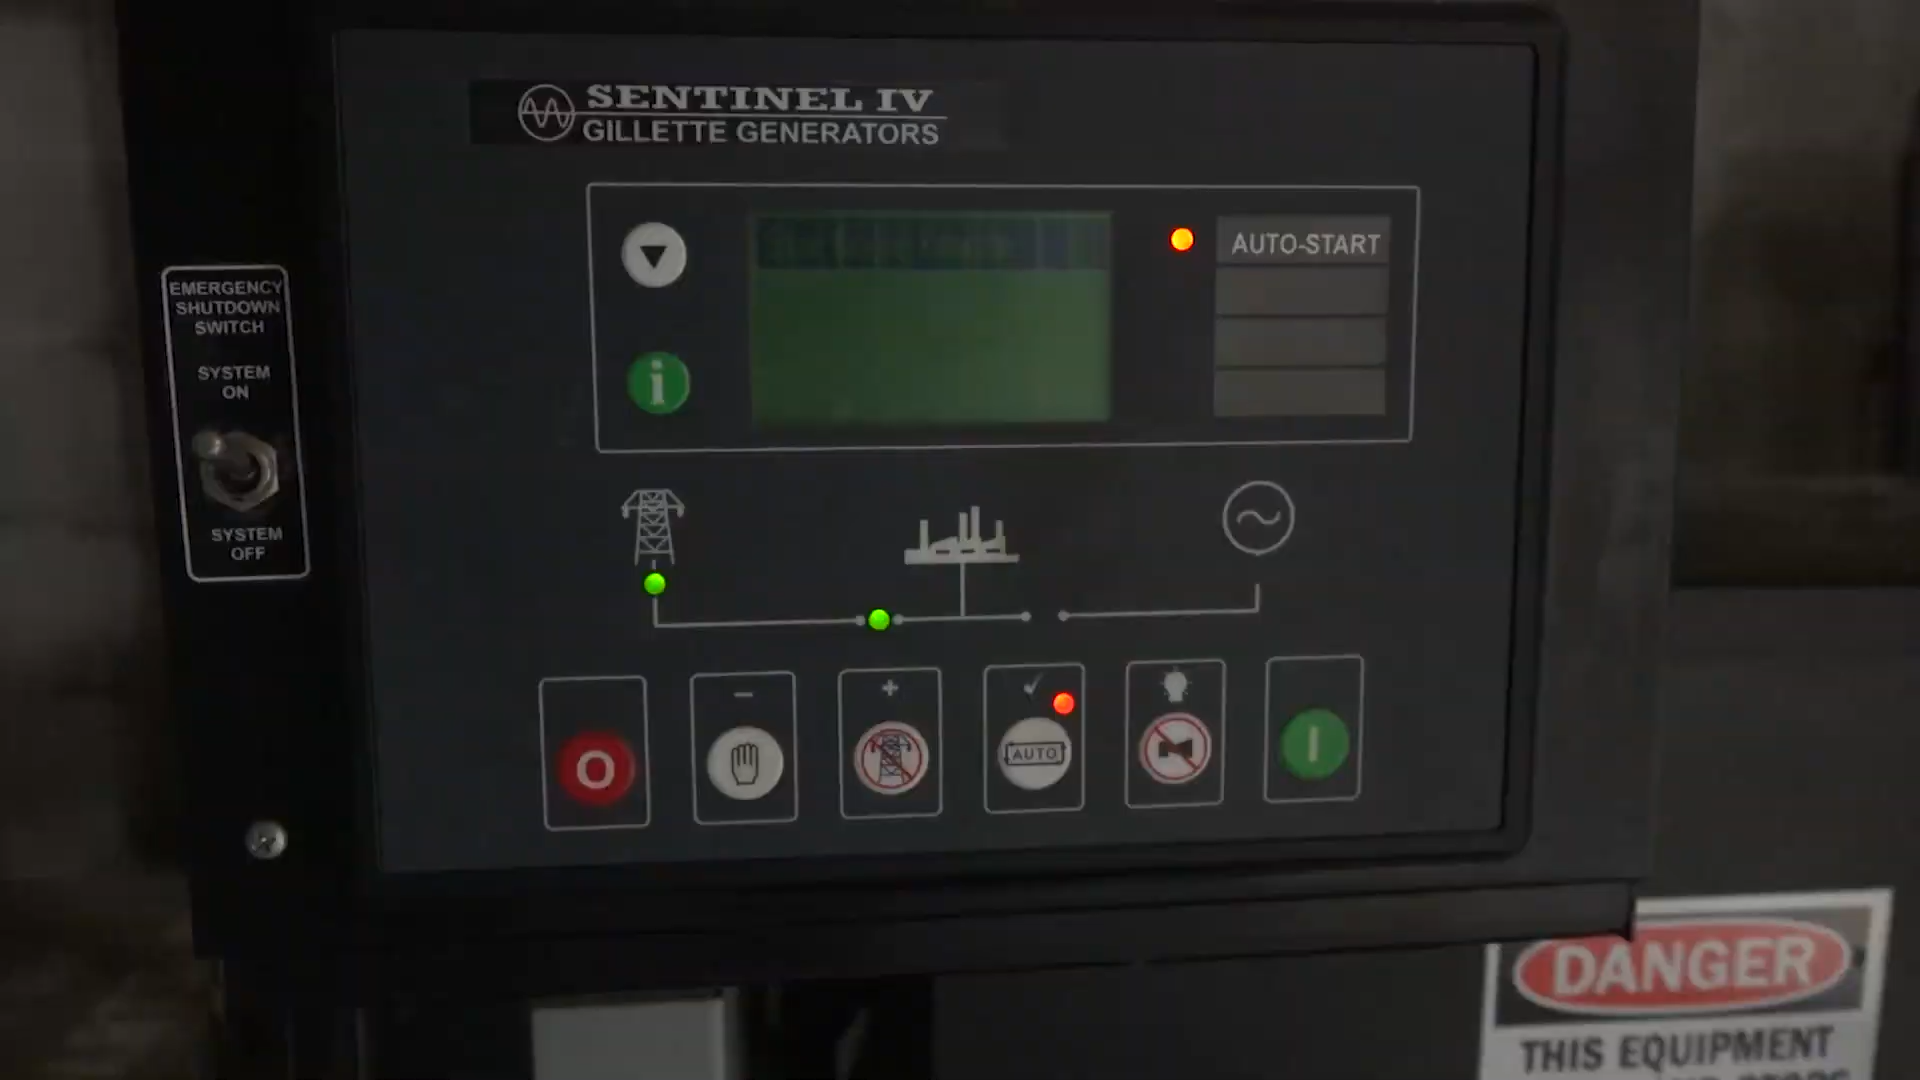 SENTINEL IV
GILLETTE GENERATORS
AUTO-START
i
EMERGENCY
SHUTDOWN
SWITCH
SYSTEM
ON
SYSTEM
OFF
O
AUTO
I
DANGER
THIS EQUIPMENT